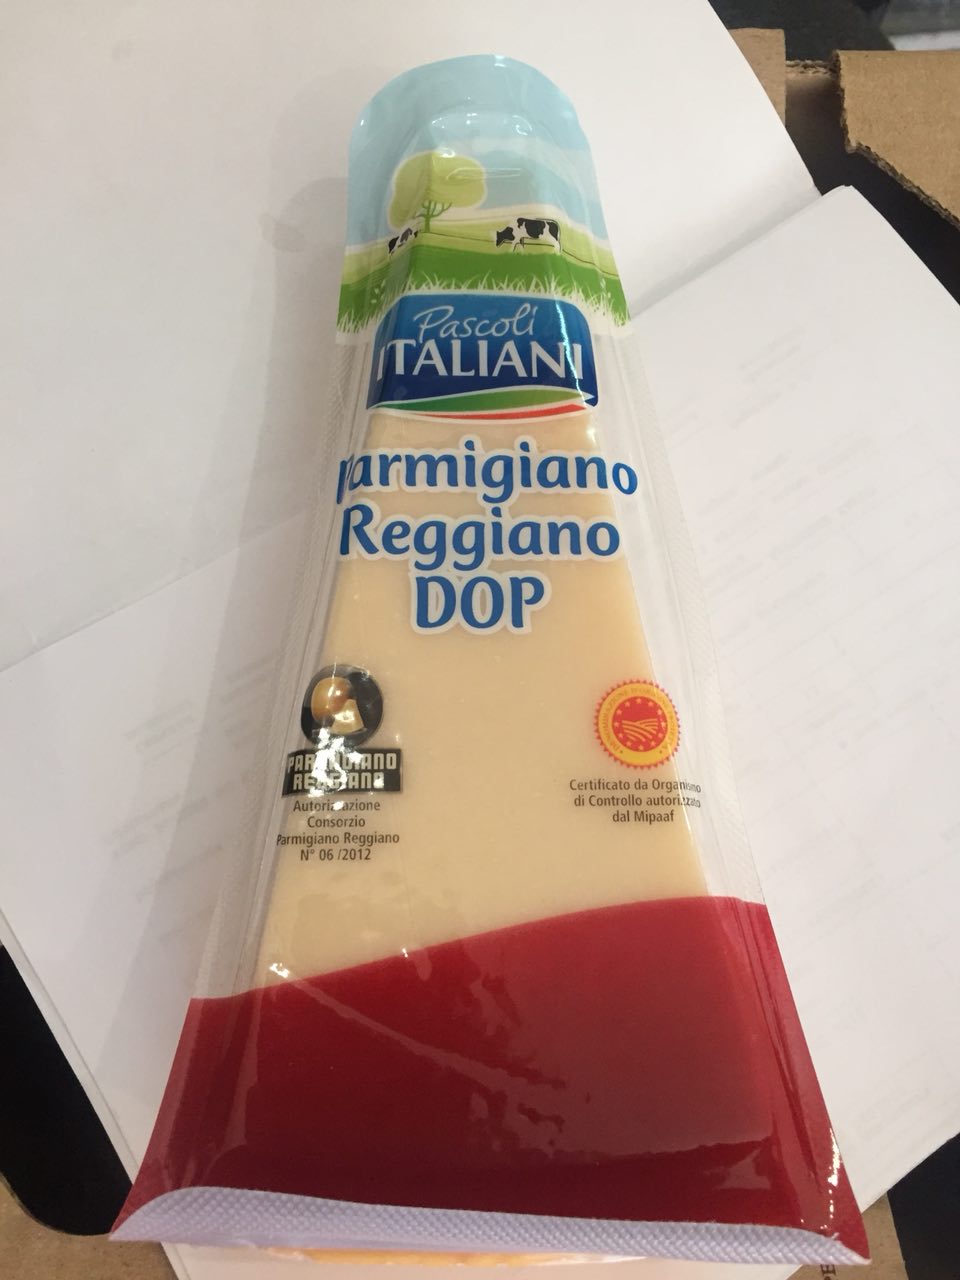 Pascoli
ITALIANI
Parmigiano
Reggiano
DOP
PARMIGIANO
REGGIANO
Autorizzazione
Consorzio
Parmigiano Reggiano
N° 06 /2012
Certificato da Organismo
di Controllo autorizzato
dal Mipaaf